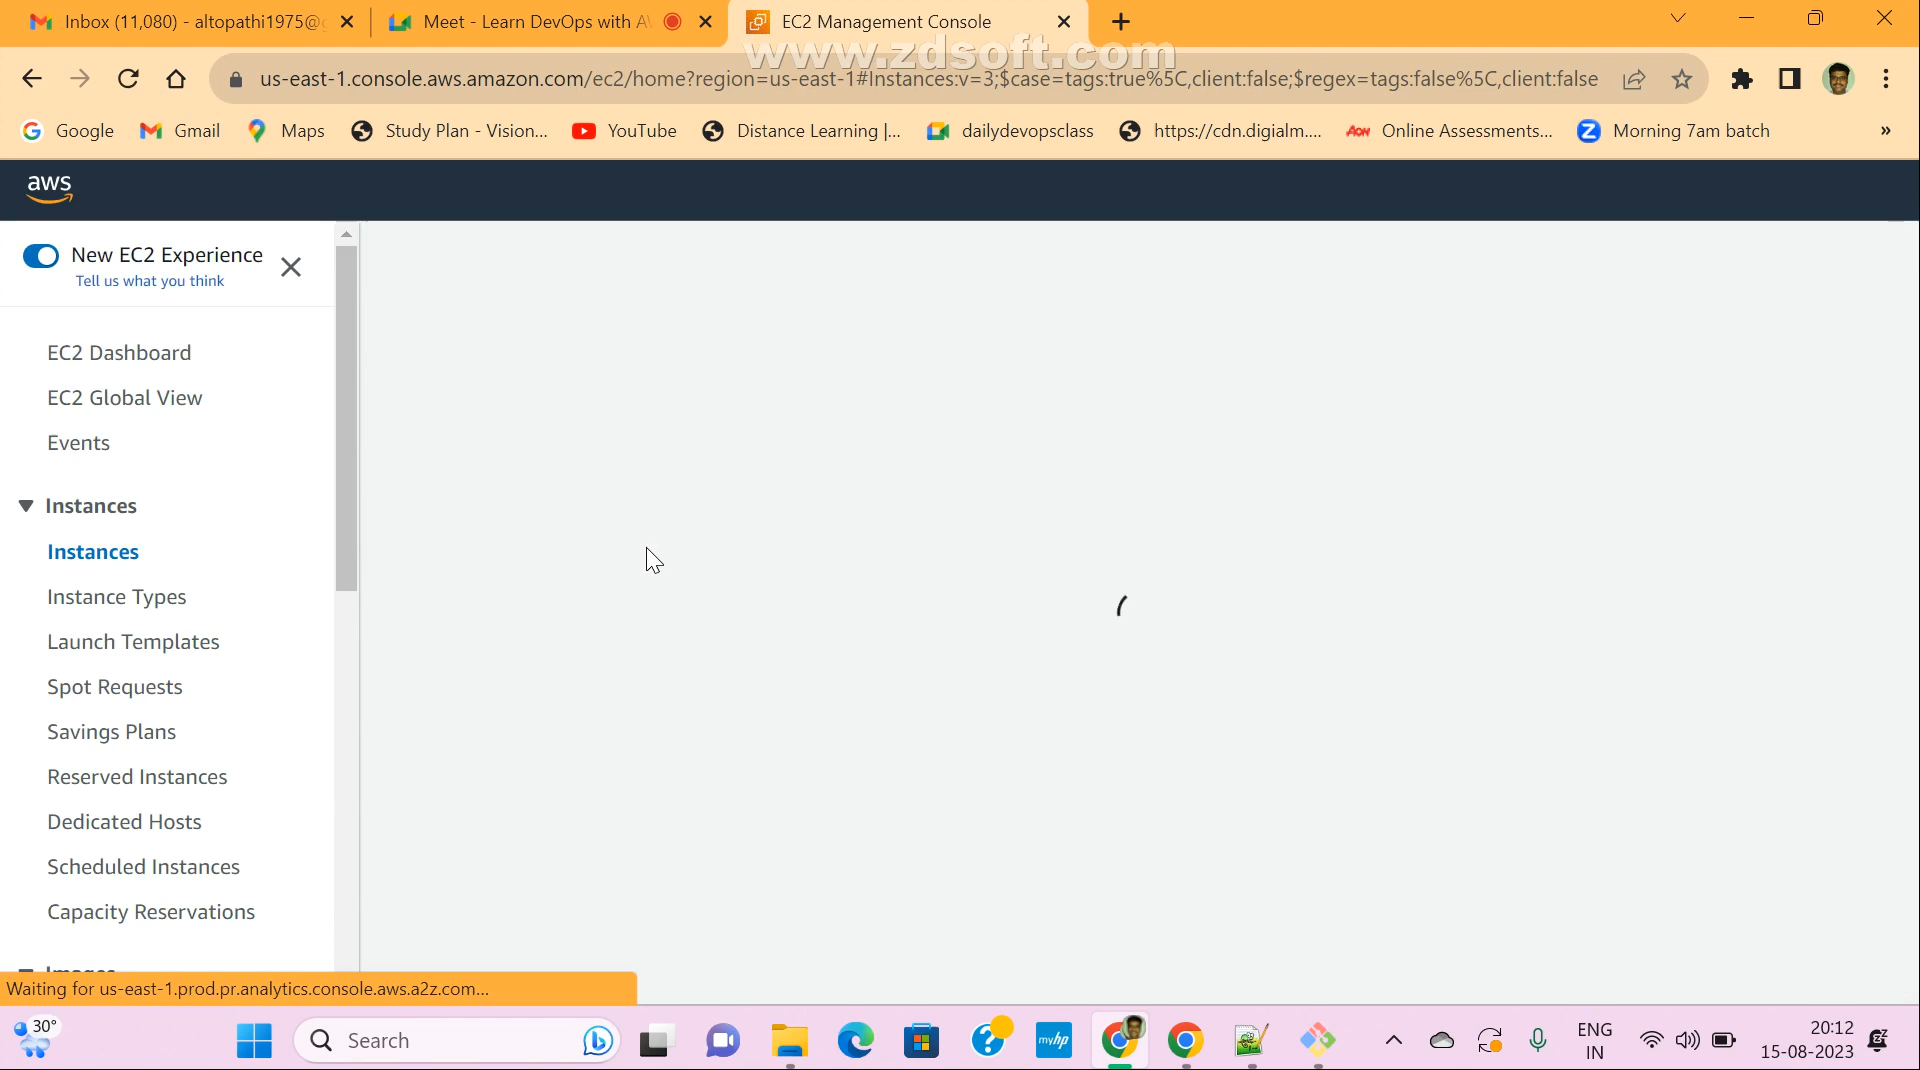 Inbox (11,080) - altopathi1975@g
Meet - Learn DevOps with A
EC2 Management Console
www.zdsoft.com
us-east-1.console.aws.amazon.com/ec2/home?region=us-east-1#Instances:v=3;$case=tags:true%5C,client:false;$regex=tags:false%5C,client:false
Google
Gmail
Maps
Study Plan - Vision...
YouTube
Distance Learning |...
dailydevopsclass
https://cdn.digialm....
AON
Online Assessments...
Z
Morning 7am batch
»
aws
New EC2 Experience
Tell us what you think
EC2 Dashboard
EC2 Global View
Events
Instances
Instances
Instance Types
Launch Templates
Spot Requests
Savings Plans
Reserved Instances
Dedicated Hosts
Scheduled Instances
Capacity Reservations
Images
Waiting for us-east-1.prod.pr.analytics.console.aws.a2z.com...
30°
Search
myhp
ENG
IN
20:12
15-08-2023